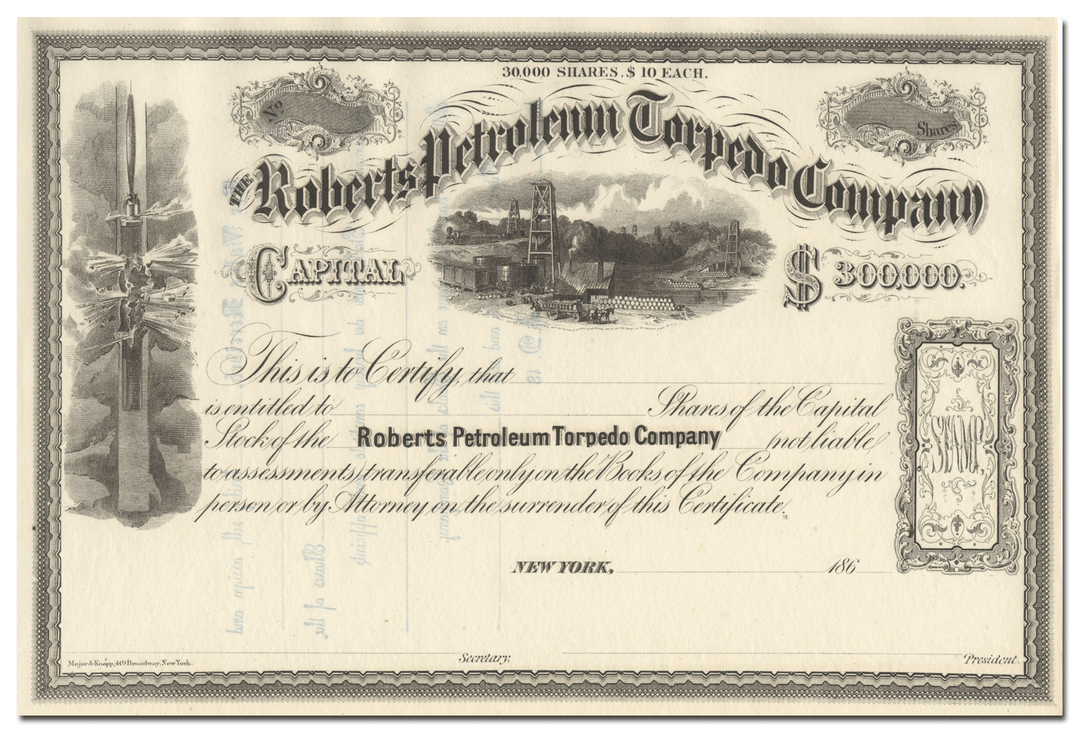 30,000 SHARES. $ 10 EACH.
No
Shares
THE Roberts Petroleum Torpedo Company
CAPITAL $ 300,000.
This is to Certify, that
is entitled to Shares of the Capital
Stock of the Roberts Petroleum Torpedo Company not liable
to assessments, transferable only on the Books of the Company in
person, or by Attorney, on the surrender of this Certificate.
STAMP.
NEW YORK, 186
Major & Knapp, 449 Broadway, New York.
Secretary.
President.